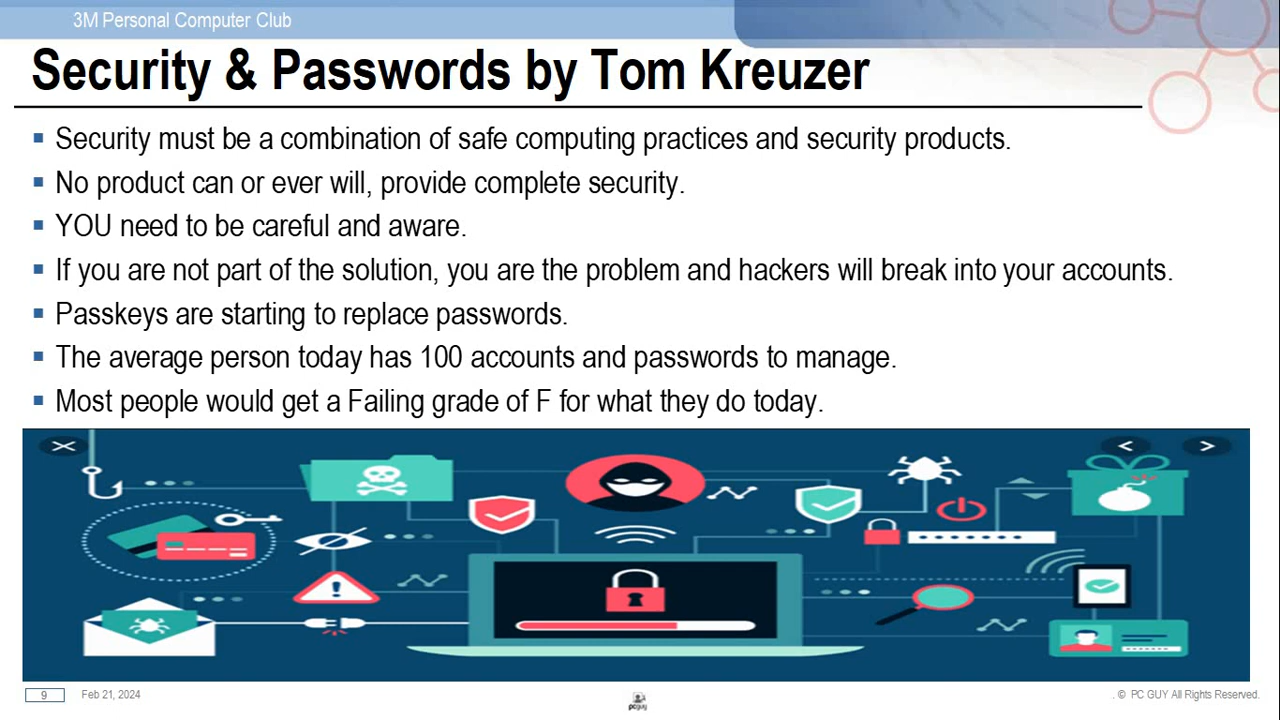 3M Personal Computer Club
Security & Passwords by Tom Kreuzer
Security must be a combination of safe computing practices and security products.
No product can or ever will, provide complete security.
YOU need to be careful and aware.
If you are not part of the solution, you are the problem and hackers will break into your accounts.
Passkeys are starting to replace passwords.
The average person today has 100 accounts and passwords to manage.
Most people would get a Failing grade of F for what they do today.
9 Feb 21, 2024
pcguy
. © PC GUY All Rights Reserved.